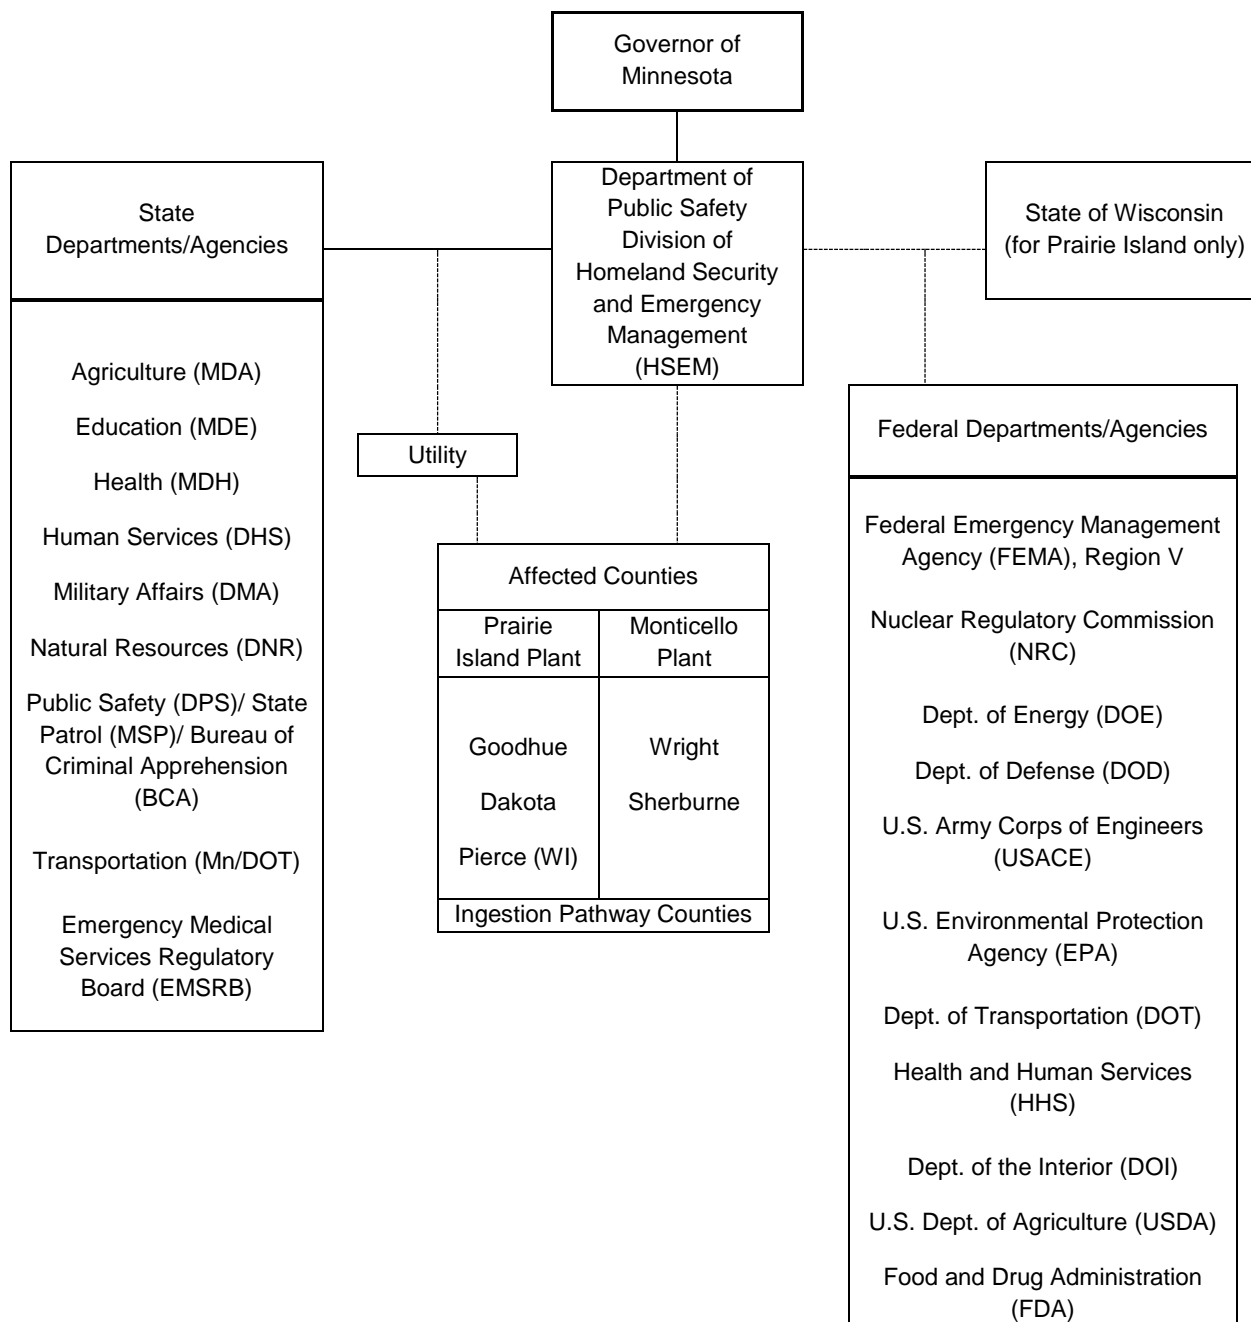 Governor of
Minnesota
State
Departments/Agencies
Department of
Public Safety
Division of
Homeland Security
and Emergency
Management
(HSEM)
State of Wisconsin
(for Prairie Island only)
Agriculture (MDA)
Education (MDE)
Health (MDH)
Human Services (DHS)
Military Affairs (DMA)
Natural Resources (DNR)
Public Safety (DPS)/ State
Patrol (MSP)/ Bureau of
Criminal Apprehension
(BCA)
Transportation (Mn/DOT)
Emergency Medical
Services Regulatory
Board (EMSRB)
Utility
Affected Counties
Prairie
Island Plant
Monticello
Plant
Goodhue
Dakota
Pierce (WI)
Wright
Sherburne
Ingestion Pathway Counties
Federal Departments/Agencies
Federal Emergency Management
Agency (FEMA), Region V
Nuclear Regulatory Commission
(NRC)
Dept. of Energy (DOE)
Dept. of Defense (DOD)
U.S. Army Corps of Engineers
(USACE)
U.S. Environmental Protection
Agency (EPA)
Dept. of Transportation (DOT)
Health and Human Services
(HHS)
Dept. of the Interior (DOI)
U.S. Dept. of Agriculture (USDA)
Food and Drug Administration
(FDA)